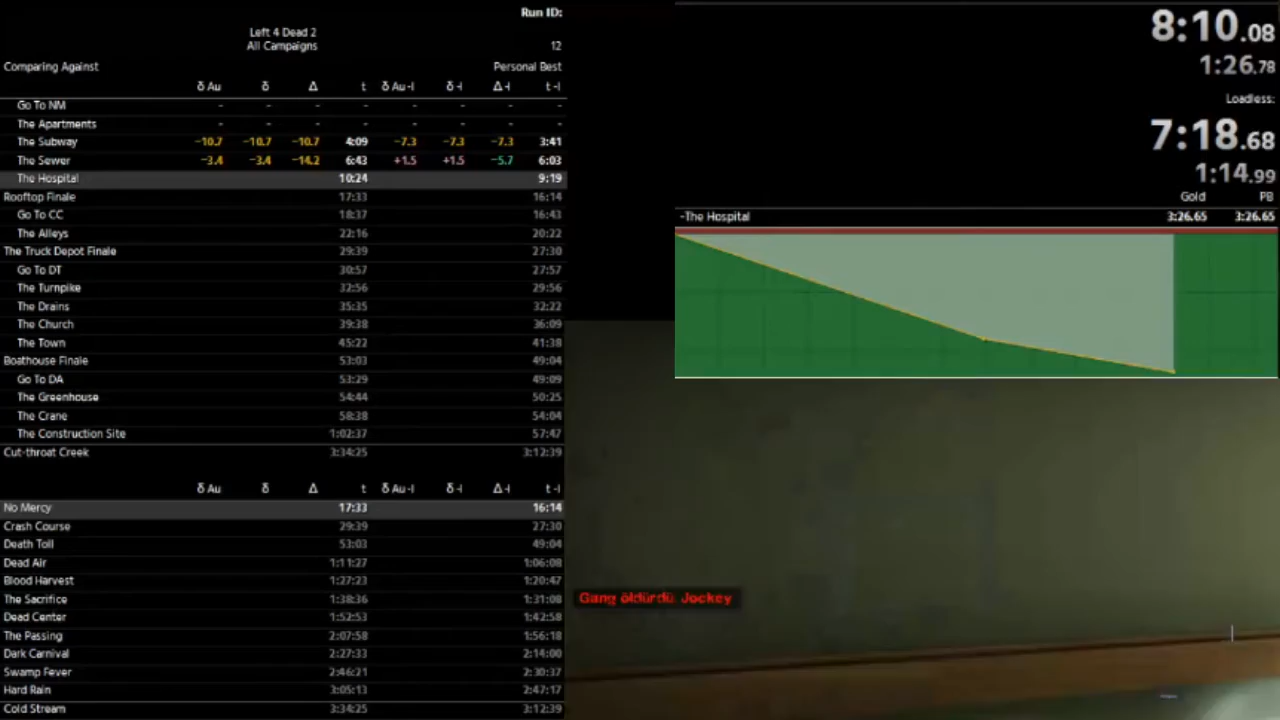 Run ID:
Left 4 Dead 2
All Campaigns
12
Comparing Against Personal Best
δ Au δ Δ t δ Au-l δ-l Δ-l t-l
Go To NM - - - - - - - -
The Apartments - - - - - - - -
The Subway −10.7 −10.7 −10.7 4:09 −7.3 −7.3 −7.3 3:41
The Sewer −3.4 −3.4 −14.2 6:43 +1.5 +1.5 −5.7 6:03
The Hospital 10:24 9:19
Rooftop Finale 17:33 16:14
Go To CC 18:37 16:43
The Alleys 22:16 20:22
The Truck Depot Finale 29:39 27:30
Go To DT 30:57 27:57
The Turnpike 32:56 29:56
The Drains 35:35 32:22
The Church 39:38 36:09
The Town 45:22 41:38
Boathouse Finale 53:03 49:04
Go To DA 53:29 49:09
The Greenhouse 54:44 50:25
The Crane 58:38 54:04
The Construction Site 1:02:37 57:47
Cut-throat Creek 3:34:25 3:12:39
δ Au δ Δ t δ Au-l δ-l Δ-l t-l
No Mercy 17:33 16:14
Crash Course 29:39 27:30
Death Toll 53:03 49:04
Dead Air 1:11:27 1:06:08
Blood Harvest 1:27:23 1:20:47
The Sacrifice 1:38:36 1:31:08
Dead Center 1:52:53 1:42:58
The Passing 2:07:58 1:56:18
Dark Carnival 2:27:33 2:14:00
Swamp Fever 2:46:21 2:30:37
Hard Rain 3:05:13 2:47:17
Cold Stream 3:34:25 3:12:39
8:10.08
1:26.78
Loadless:
7:18.68
1:14.99
Gold PB
-The Hospital 3:26.65 3:26.65
Gang öldürdü Jockey